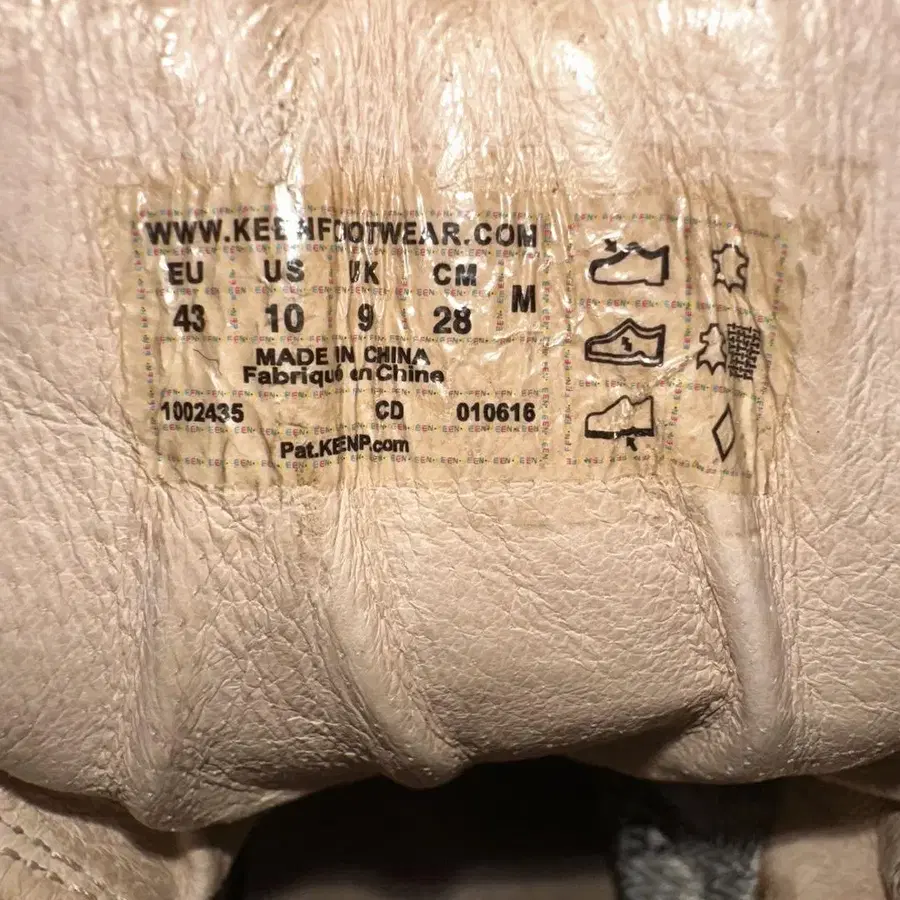 WWW.KEENFOOTWEAR.COM
EU US UK CM M
43 10 9 28
MADE IN CHINA
Fabriqué en Chine
1002435 CD 010616
Pat.KEENP.com